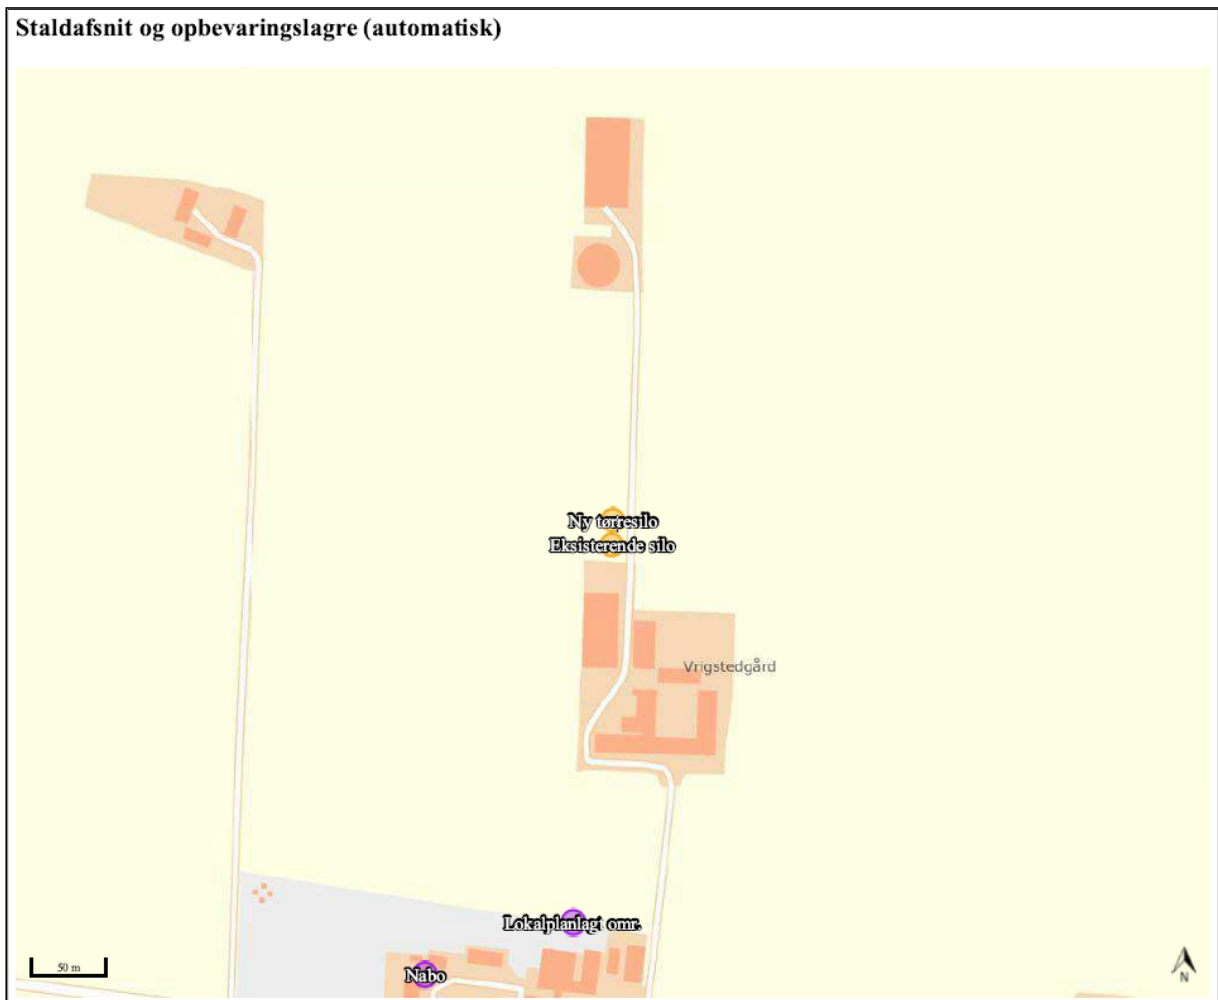 Staldafsnit og opbevaringslagre (automatisk)
Ny tørresilo
Eksisterende silo
Vrigstedgård
Lokalplanlagt omr.
Nabo
50 m
N